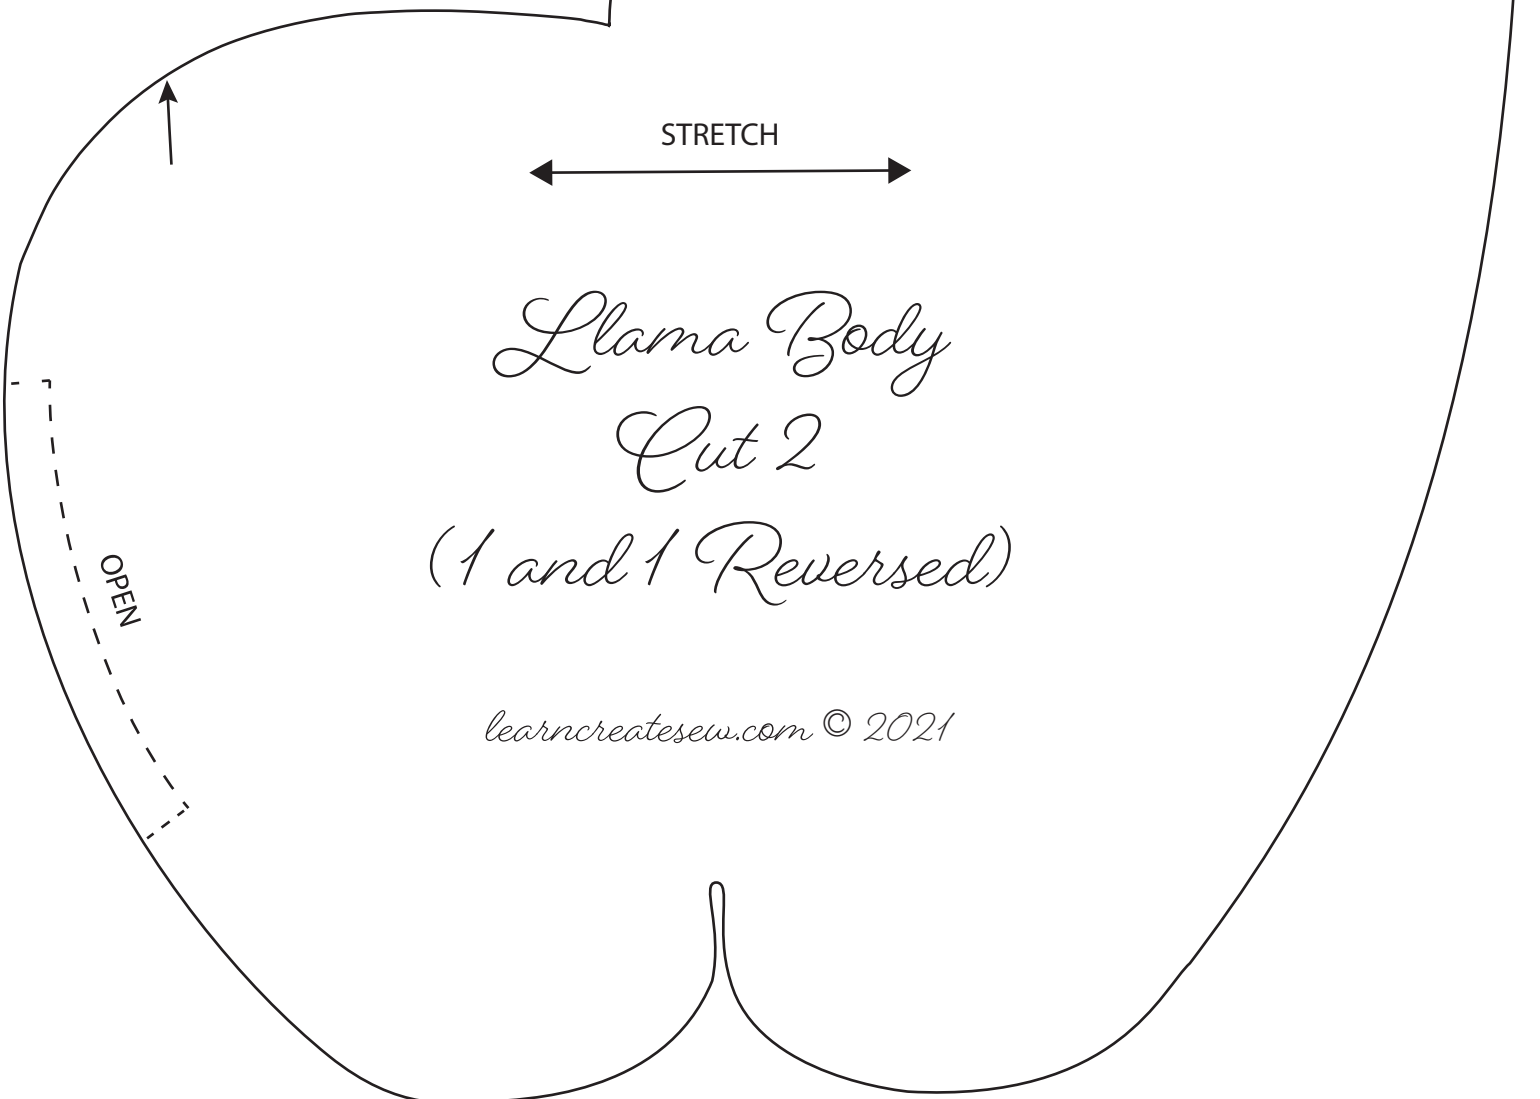 STRETCH
Llama Body
Cut 2
(1 and 1 Reversed)
OPEN
learncreatesew.com © 2021